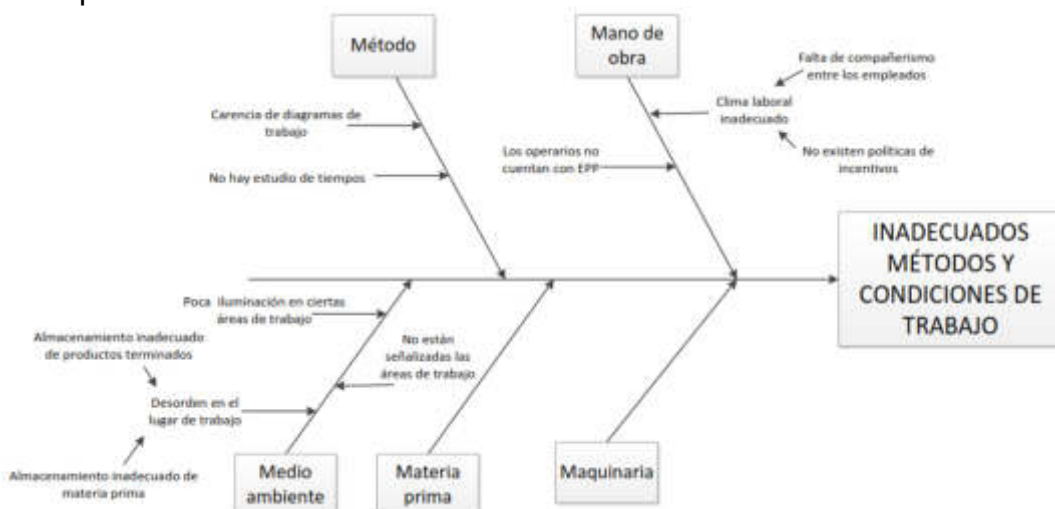 Método
Mano de
obra
Falta de compañerismo
entre los empleados
Carencia de diagramas de
trabajo
Clima laboral
inadecuado
Los operarios no
cuentan con EPP
No existen políticas de
incentivos
No hay estudio de tiempos
INADECUADOS
MÉTODOS Y
CONDICIONES DE
TRABAJO
Poca iluminación en ciertas
áreas de trabajo
Almacenamiento inadecuado
de productos terminados
No están
señalizadas las
áreas de trabajo
Desorden en el
lugar de trabajo
Almacenamiento inadecuado de
materia prima
Medio
ambiente
Materia
prima
Maquinaria